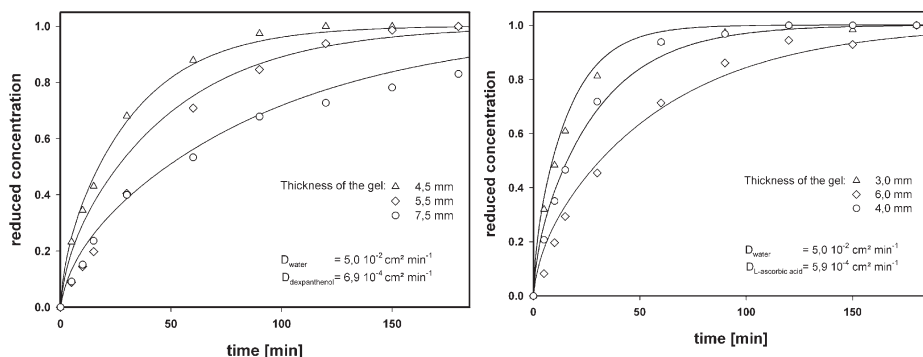 1.0
0.8
0.6
0.4
0.2
0.0
reduced concentration
Thickness of the gel: △ 4,5 mm
◇ 5,5 mm
○ 7,5 mm
D water = 5,0 10⁻² cm² min⁻¹
D dexpanthenol = 6,9 10⁻⁴ cm² min⁻¹
0 50 100 150
time [min]
1.0
0.8
0.6
0.4
0.2
0.0
reduced concentration
Thickness of the gel: △ 3,0 mm
◇ 6,0 mm
○ 4,0 mm
D water = 5,0 10⁻² cm² min⁻¹
D L-ascorbic acid = 5,9 10⁻⁴ cm² min⁻¹
0 50 100 150
time [min]